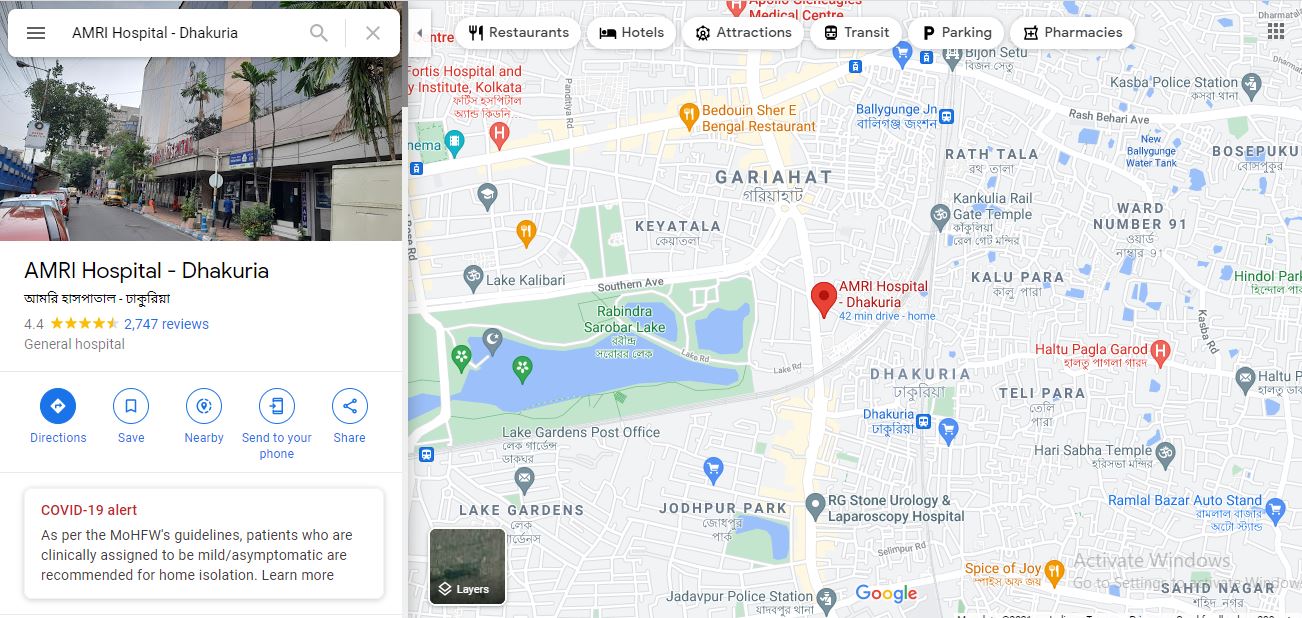 AMRI Hospital - Dhakuria
AMRI Hospital - Dhakuria
আমরি হাসপাতাল - ঢাকুরিয়া
4.4
2,747 reviews
General hospital
Directions
Save
Nearby
Send to your
phone
Share
COVID-19 alert
As per the MoHFW's guidelines, patients who are
clinically assigned to be mild/asymptomatic are
recommended for home isolation. Learn more
Restaurants
Hotels
Attractions
Transit
Parking
Pharmacies
Apollo Gleneagles
Medical Centre
ntre
Fortis Hospital and
y Institute, Kolkata
ফর্টিস হসপিটাল
অ্যান্ড কিডনি...
nema
Panditiya Rd
Bedouin Sher E
Bengal Restaurant
Bijon Setu
বিজন সেতু
Ballygunge Jn
বালিগঞ্জ জংশন
Kasba Police Station
কসবা থানা
Dharmata
Rash Behari Ave
New
Ballygunge
Water Tank
BOSEPUKU
বোসপুকুর
RATH TALA
রথ তালা
GARIAHAT
গরিয়াহাট
Kankulia Rail
Gate Temple
কাঁকুলিয়া
রেল গেট মন্দির
WARD
NUMBER 91
ওয়ার্ড
নাম্বার 91
KEYATALA
কেয়াতলা
Lake Kalibari
Southern Ave
KALU PARA
কালু পারা
Hindol Park
হিন্দোল পা
AMRI Hospital
- Dhakuria
42 min drive - home
Rabindra
Sarobar Lake
রবীন্দ্র
সরোবর লেক
Lake Rd
Lake Rd
Kasba Rd
Haltu Pagla Garod
হালতু পাগলা গারদ
DHAKURIA
ঢাকুরিয়া
Haltu P
হালতু
TELI PARA
তেলি
পারা
Dhakuria
ঢাকুরিয়া
Lake Gardens Post Office
লেক গার্ডেন্স
ডাকঘর
Hari Sabha Temple
হরিসভা মন্দির
LAKE GARDENS
লেক
গার্ডেনস
JODHPUR PARK
জোধপুর
পার্ক
RG Stone Urology &
Laparoscopy Hospital
Ramlal Bazar Auto Stand
রামলাল বাজার
অটো স্ট্যান্ড
Selimpur Rd
Spice of Joy
স্পাইস অফ জয়
Activate Windows
Go to Settings to activate Windows
SAHID NAGAR
শহিদ নগর
Jadavpur Police Station
যাদবপুর থানা
Layers
Google